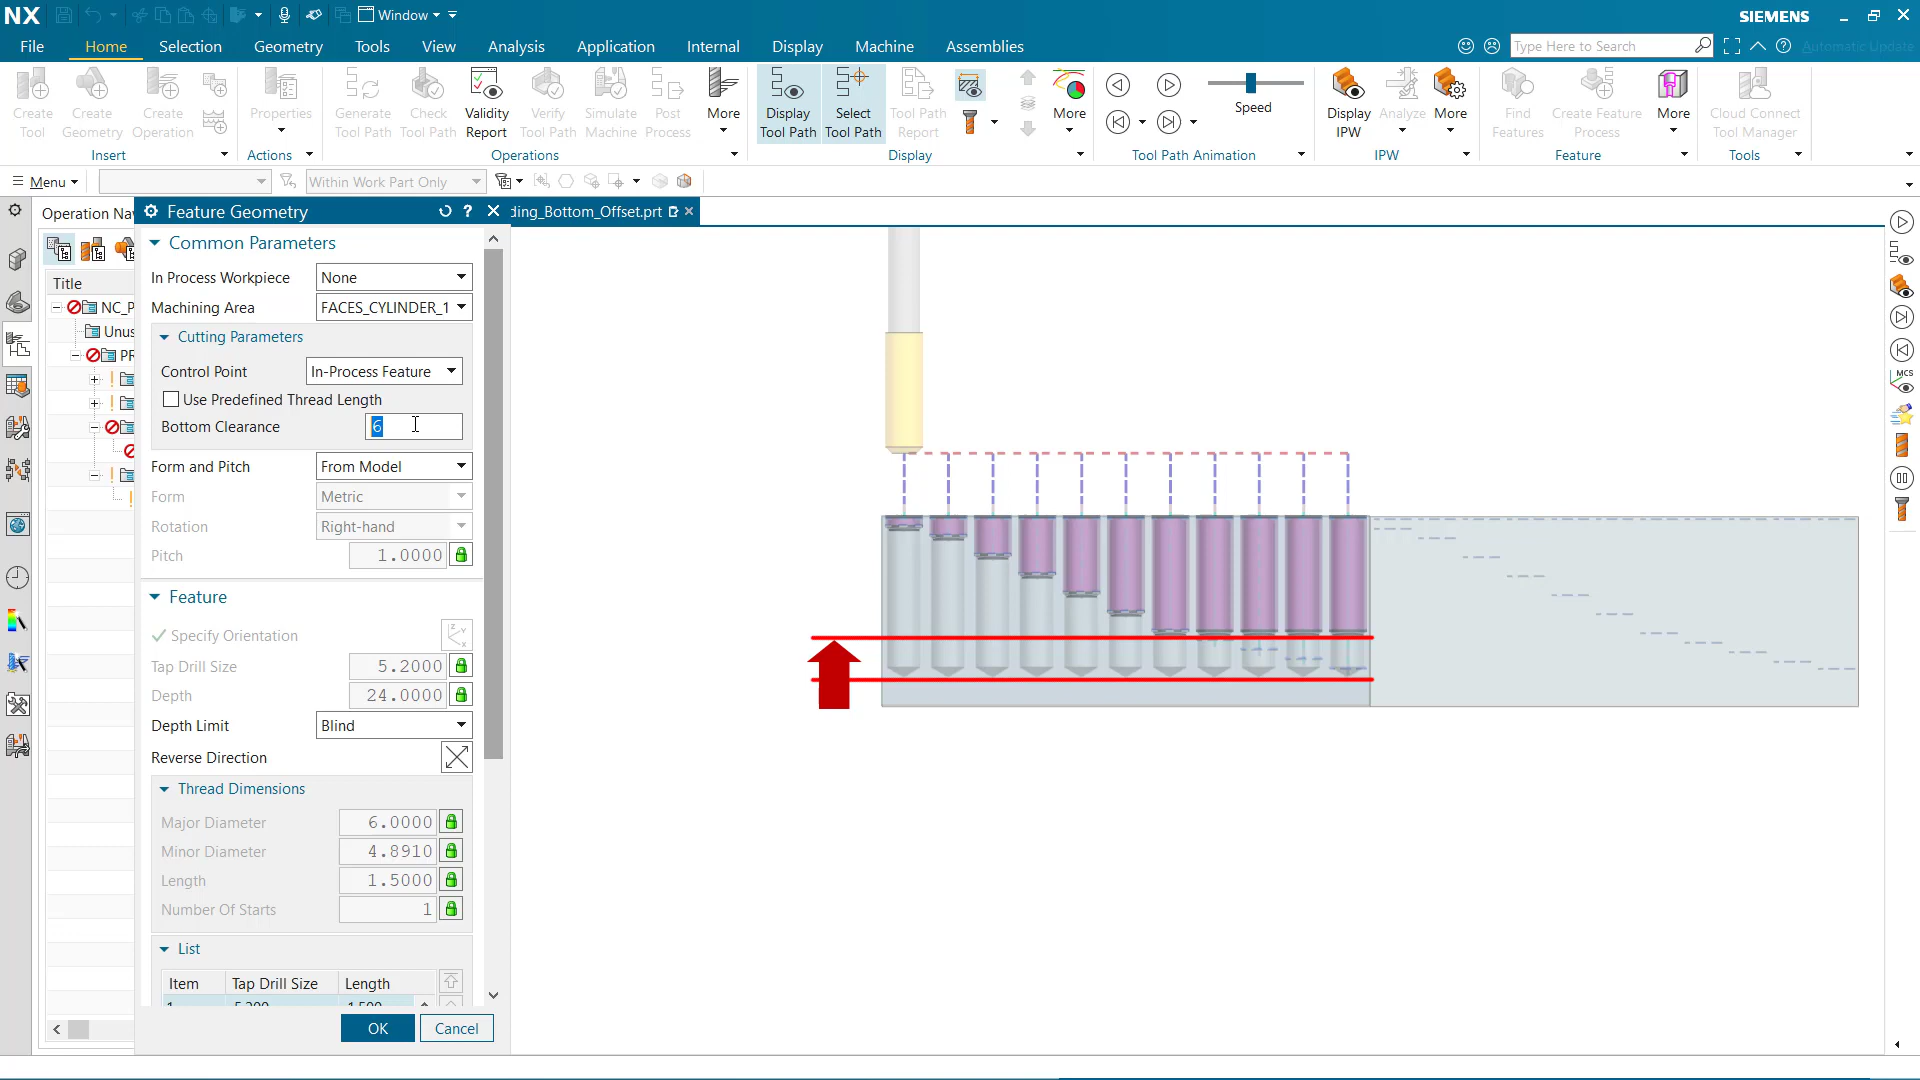 NX
Window
SIEMENS
File
Home
Selection
Geometry
Tools
View
Analysis
Application
Internal
Display
Machine
Assemblies
Type Here to Search
Automatic Update
Create Tool
Create Geometry
Create Operation
Properties
Generate Tool Path
Check Tool Path
Validity Report
Verify Tool Path
Simulate Machine
Post Process
More
Display Tool Path
Select Tool Path
Tool Path Report
More
Speed
Display IPW
Analyze
More
Find Features
Create Feature Process
More
Cloud Connect Tool Manager
Insert
Actions
Operations
Display
Tool Path Animation
IPW
Feature
Tools
Menu
Within Work Part Only
Operation Na
Feature Geometry
ding_Bottom_Offset.prt
Title
NC_P
Unus
PR
Common Parameters
In Process Workpiece None
Machining Area FACES_CYLINDER_1
Cutting Parameters
Control Point In-Process Feature
Use Predefined Thread Length
Bottom Clearance 6
Form and Pitch From Model
Form Metric
Rotation Right-hand
Pitch 1.0000
Feature
Specify Orientation
Tap Drill Size 5.2000
Depth 24.0000
Depth Limit Blind
Reverse Direction
Thread Dimensions
Major Diameter 6.0000
Minor Diameter 4.8910
Length 1.5000
Number Of Starts 1
List
Item Tap Drill Size Length
OK Cancel
MCS